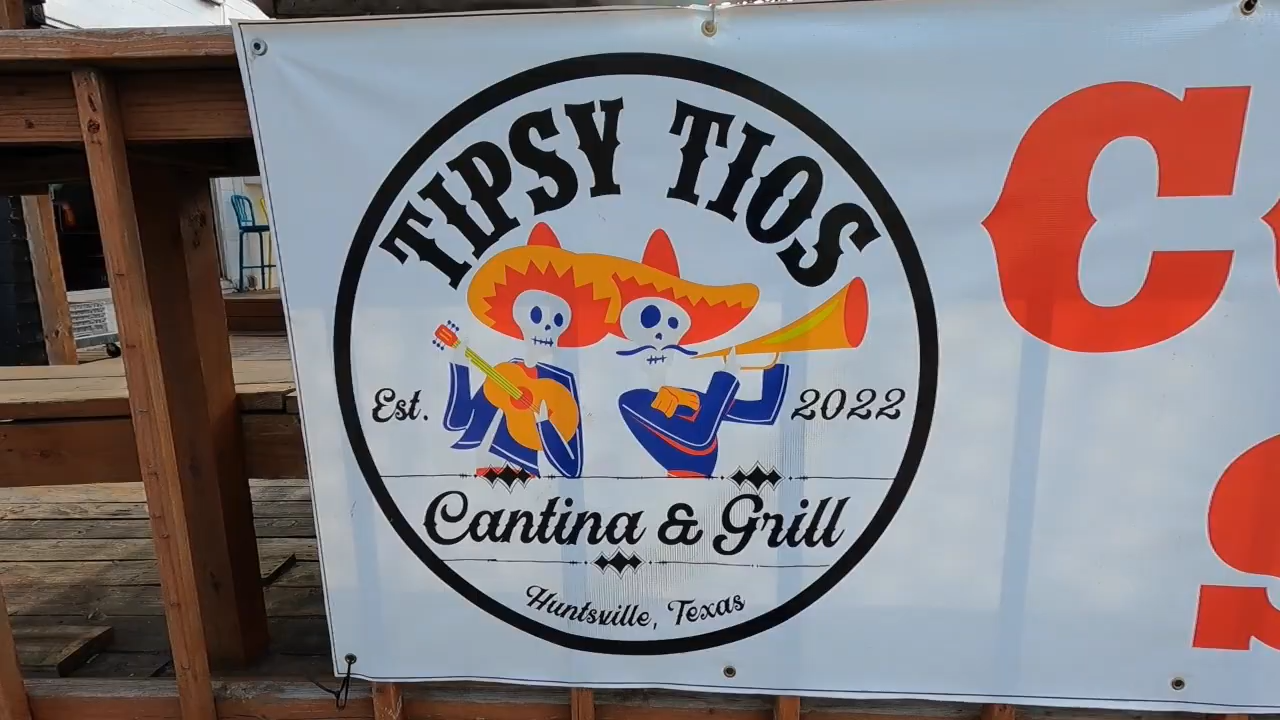 TIPSY TIOS
Est. 2022
Cantina & Grill
Huntsville, Texas